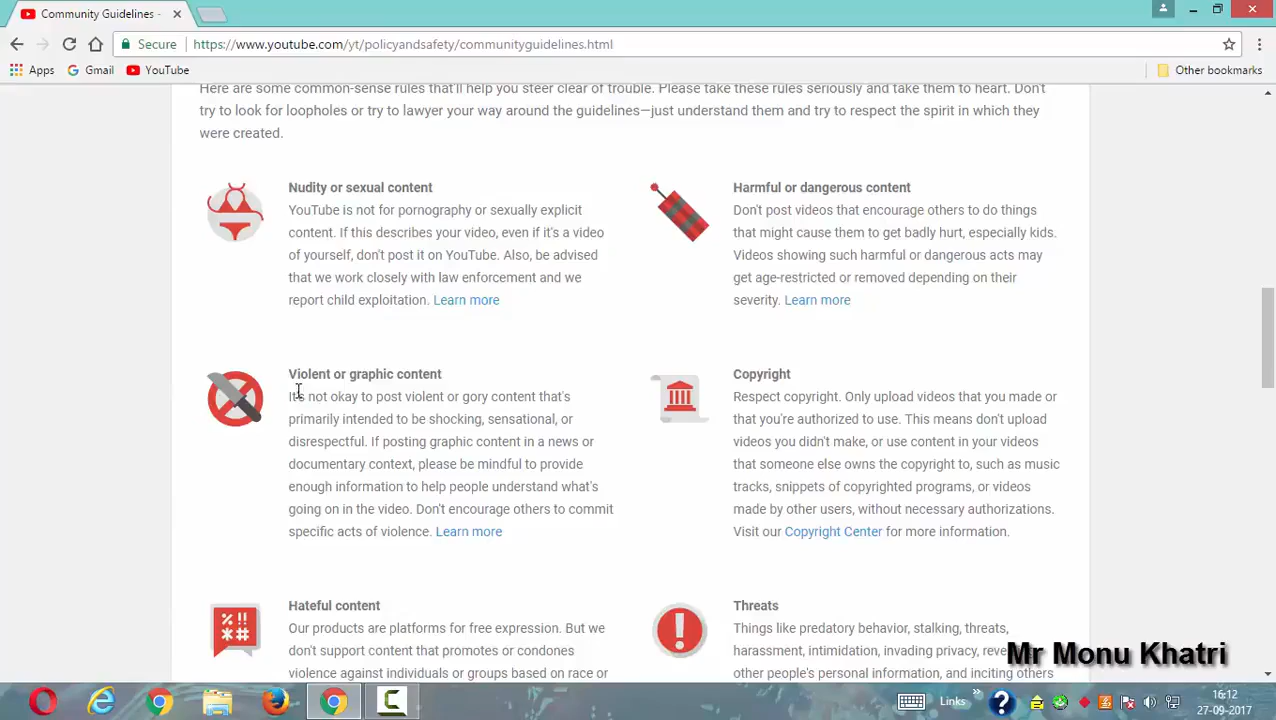 Community Guidelines -
Secure
https://www.youtube.com/yt/policyandsafety/communityguidelines.html
Apps
Gmail
YouTube
Other bookmarks
Here are some common-sense rules that'll help you steer clear of trouble. Please take these rules seriously and take them to heart. Don't
try to look for loopholes or try to lawyer your way around the guidelines—just understand them and try to respect the spirit in which they
were created.
Nudity or sexual content
YouTube is not for pornography or sexually explicit
content. If this describes your video, even if it's a video
of yourself, don't post it on YouTube. Also, be advised
that we work closely with law enforcement and we
report child exploitation. Learn more
Harmful or dangerous content
Don't post videos that encourage others to do things
that might cause them to get badly hurt, especially kids.
Videos showing such harmful or dangerous acts may
get age-restricted or removed depending on their
severity. Learn more
Violent or graphic content
It's not okay to post violent or gory content that's
primarily intended to be shocking, sensational, or
disrespectful. If posting graphic content in a news or
documentary context, please be mindful to provide
enough information to help people understand what's
going on in the video. Don't encourage others to commit
specific acts of violence. Learn more
Copyright
Respect copyright. Only upload videos that you made or
that you're authorized to use. This means don't upload
videos you didn't make, or use content in your videos
that someone else owns the copyright to, such as music
tracks, snippets of copyrighted programs, or videos
made by other users, without necessary authorizations.
Visit our Copyright Center for more information.
%!!
*#
Hateful content
Our products are platforms for free expression. But we
don't support content that promotes or condones
violence against individuals or groups based on race or
Threats
Things like predatory behavior, stalking, threats,
harassment, intimidation, invading privacy,
other people's personal information, and inciting others
Mr Monu Khatri
Links
16:12
27-09-2017